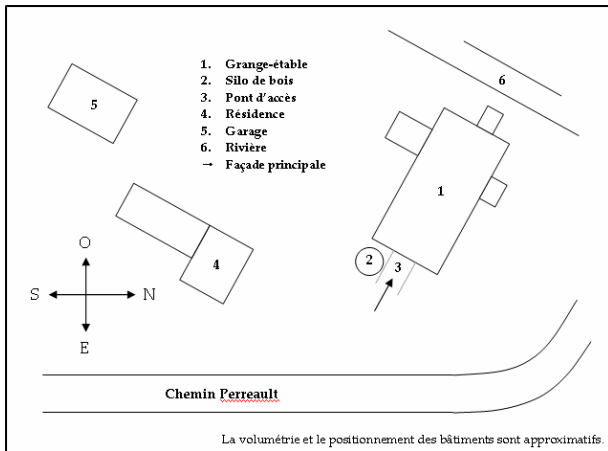 1. Grange-étable
2. Silo de bois
3. Pont d'accès
4. Résidence
5. Garage
6. Rivière
→ Façade principale
6
5
1
2
3
4
O
S
N
E
Chemin Perreault
La volumétrie et le positionnement des bâtiments sont approximatifs.